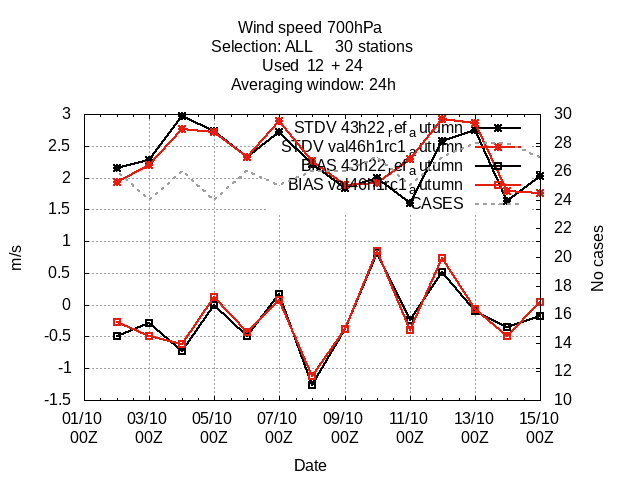 Wind speed 700hPa
Selection: ALL 30 stations
Used 12 + 24
Averaging window: 24h
STDV 43h22_ref_autumn
STDV val46h1rc1_autumn
BIAS 43h22_ref_autumn
BIAS val46h1rc1_autumn
CASES
3
2.5
2
1.5
1
0.5
0
-0.5
-1
-1.5
m/s
30
28
26
24
22
20
18
16
14
12
10
No cases
01/10 03/10 05/10 07/10 09/10 11/10 13/10 15/10
00Z 00Z 00Z 00Z 00Z 00Z 00Z 00Z
Date